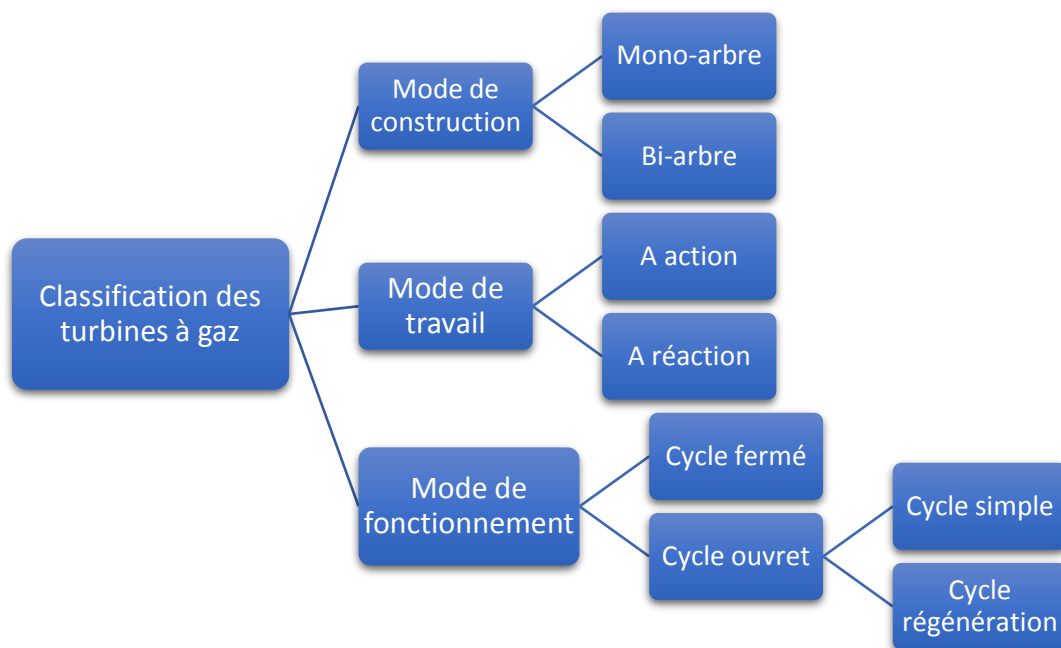 Classification des
turbines à gaz
Mode de
construction
Mono-arbre
Bi-arbre
Mode de
travail
A action
A réaction
Mode de
fonctionnement
Cycle fermé
Cycle ouvret
Cycle simple
Cycle
régénération